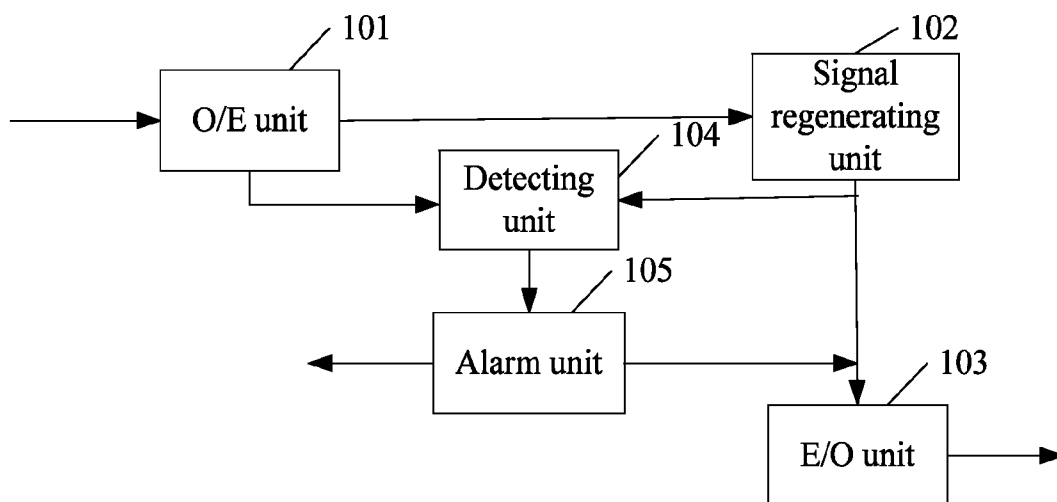 101
102
O/E unit
Signal
regenerating
unit
104
Detecting
unit
105
Alarm unit
103
E/O unit